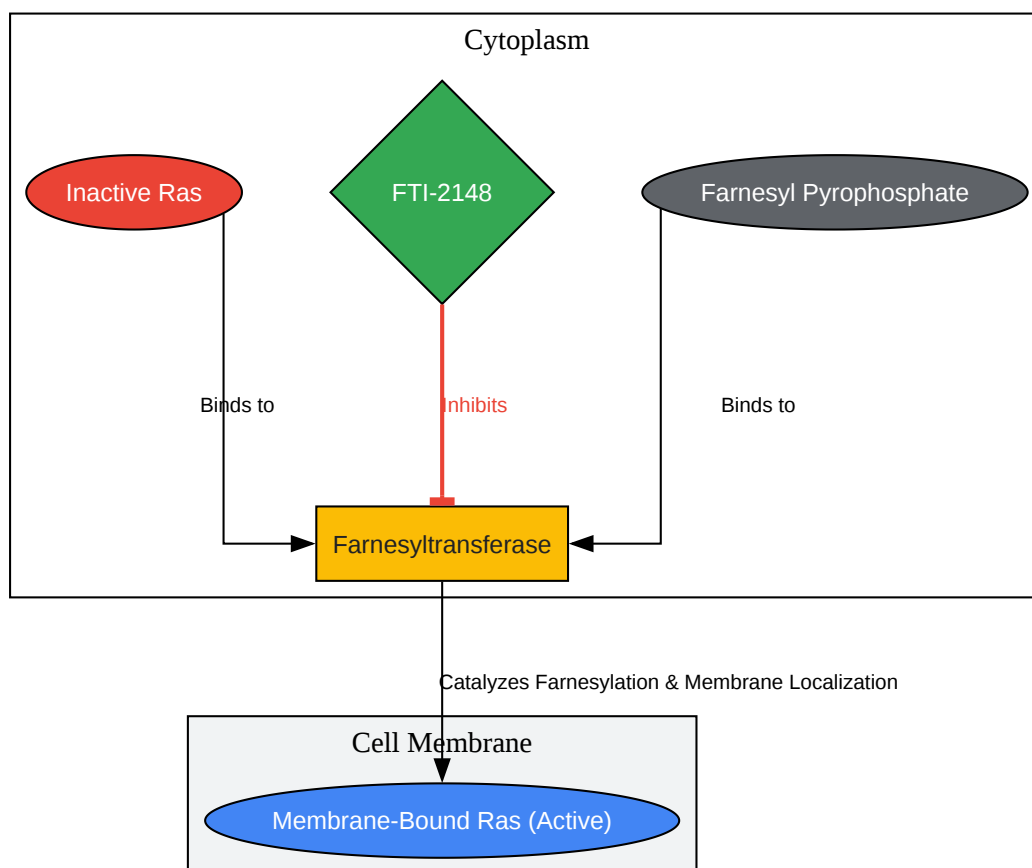 Cytoplasm
Inactive Ras
FTI-2148
Farnesyl Pyrophosphate
Binds to
Inhibits
Binds to
Farnesyltransferase
Catalyzes Farnesylation & Membrane Localization
Cell Membrane
Membrane-Bound Ras (Active)